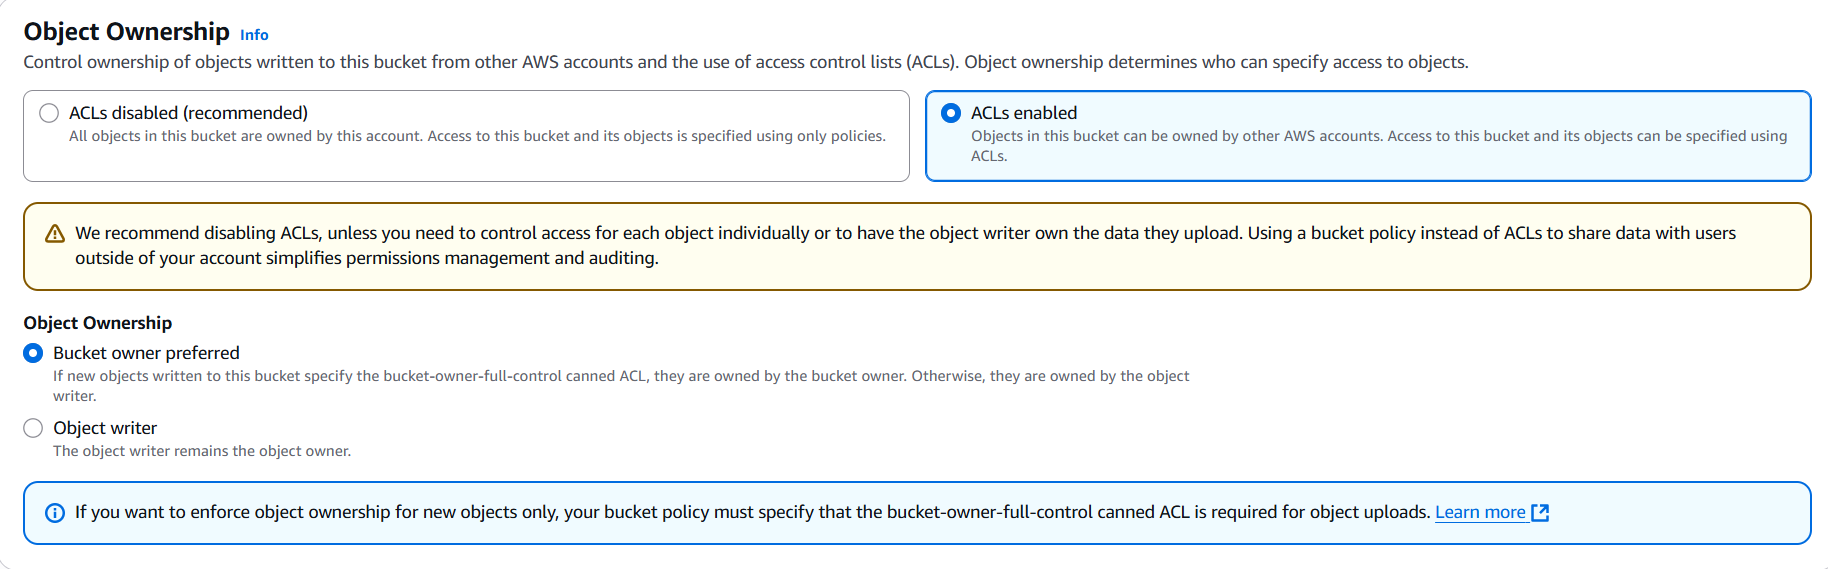 Object Ownership Info
Control ownership of objects written to this bucket from other AWS accounts and the use of access control lists (ACLs). Object ownership determines who can specify access to objects.
ACLs disabled (recommended)
All objects in this bucket are owned by this account. Access to this bucket and its objects is specified using only policies.
ACLs enabled
Objects in this bucket can be owned by other AWS accounts. Access to this bucket and its objects can be specified using
ACLs.
We recommend disabling ACLs, unless you need to control access for each object individually or to have the object writer own the data they upload. Using a bucket policy instead of ACLs to share data with users
outside of your account simplifies permissions management and auditing.
Object Ownership
Bucket owner preferred
If new objects written to this bucket specify the bucket-owner-full-control canned ACL, they are owned by the bucket owner. Otherwise, they are owned by the object
writer.
Object writer
The object writer remains the object owner.
If you want to enforce object ownership for new objects only, your bucket policy must specify that the bucket-owner-full-control canned ACL is required for object uploads. Learn more